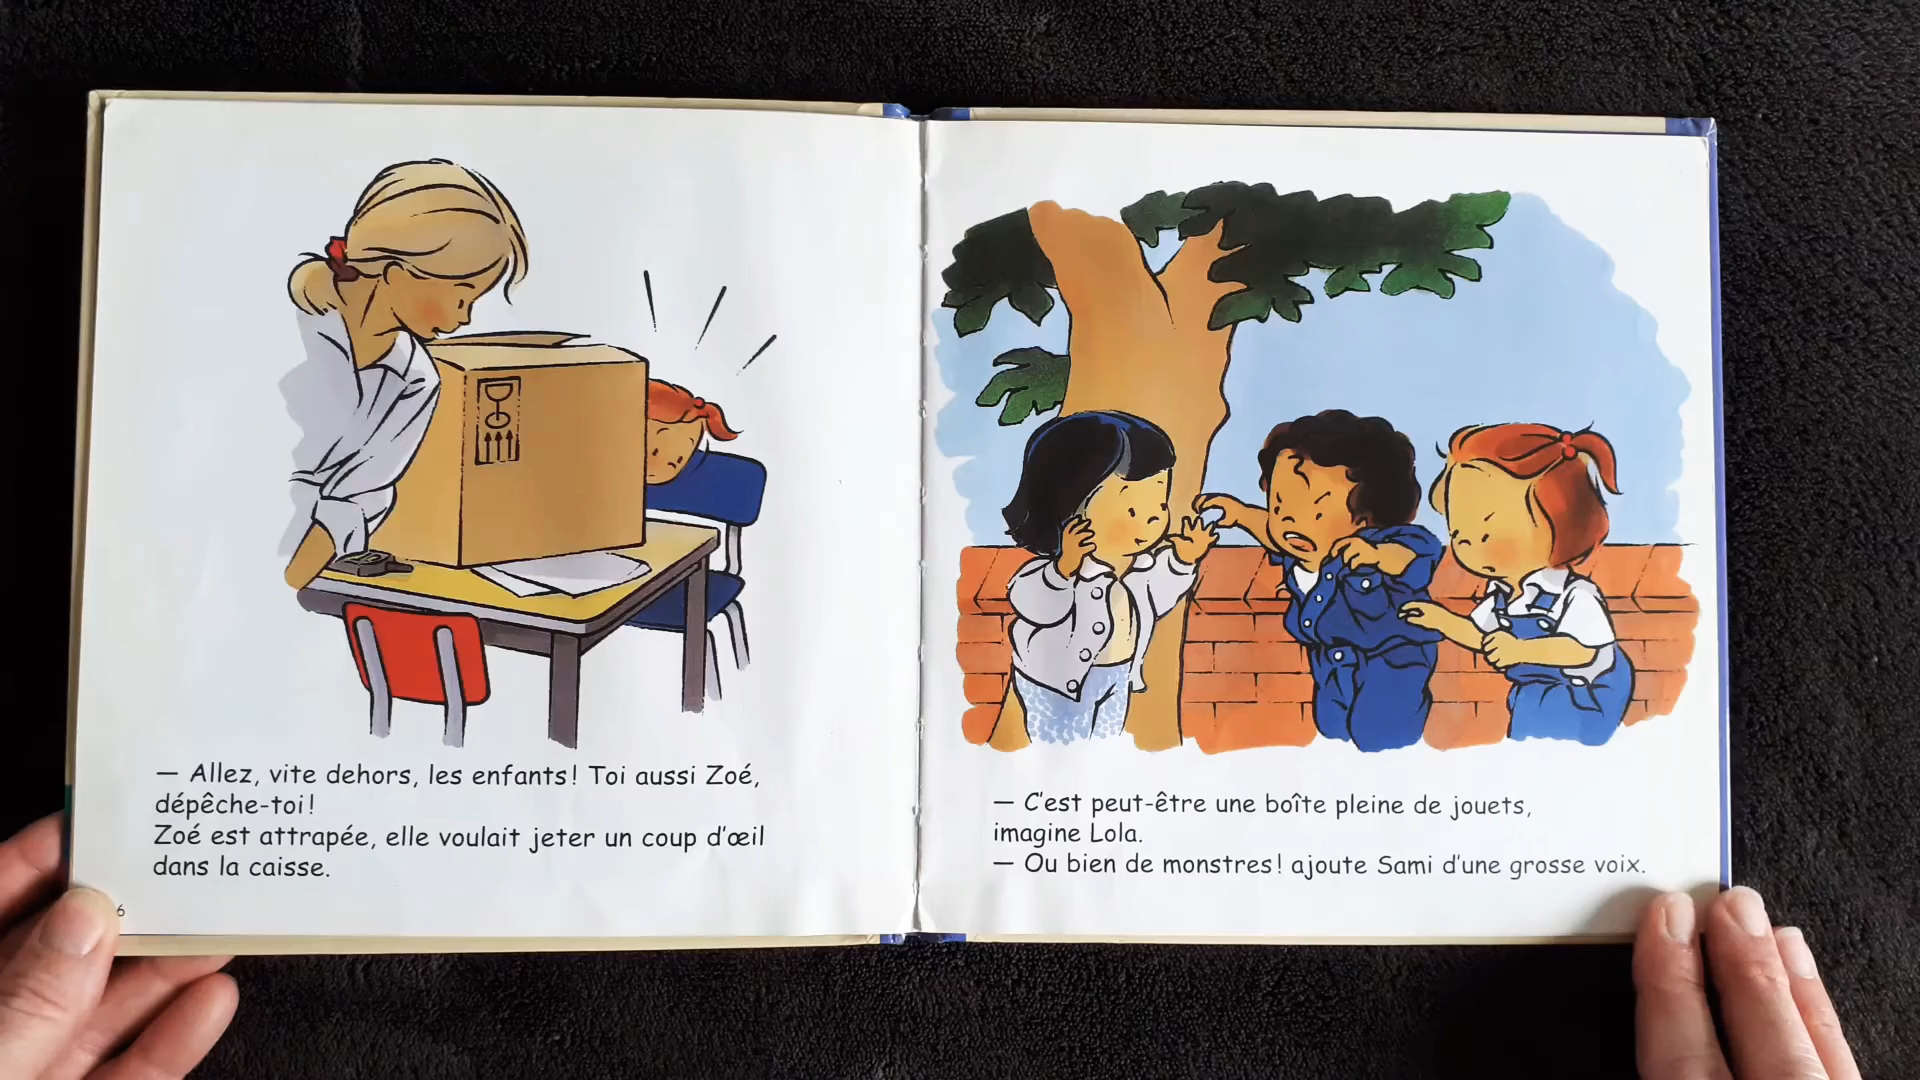 — Allez, vite dehors, les enfants! Toi aussi Zoé,
dépêche-toi!
Zoé est attrapée, elle voulait jeter un coup d'œil
dans la caisse.
6
— C'est peut-être une boîte pleine de jouets,
imagine Lola.
— Ou bien de monstres! ajoute Sami d'une grosse voix.